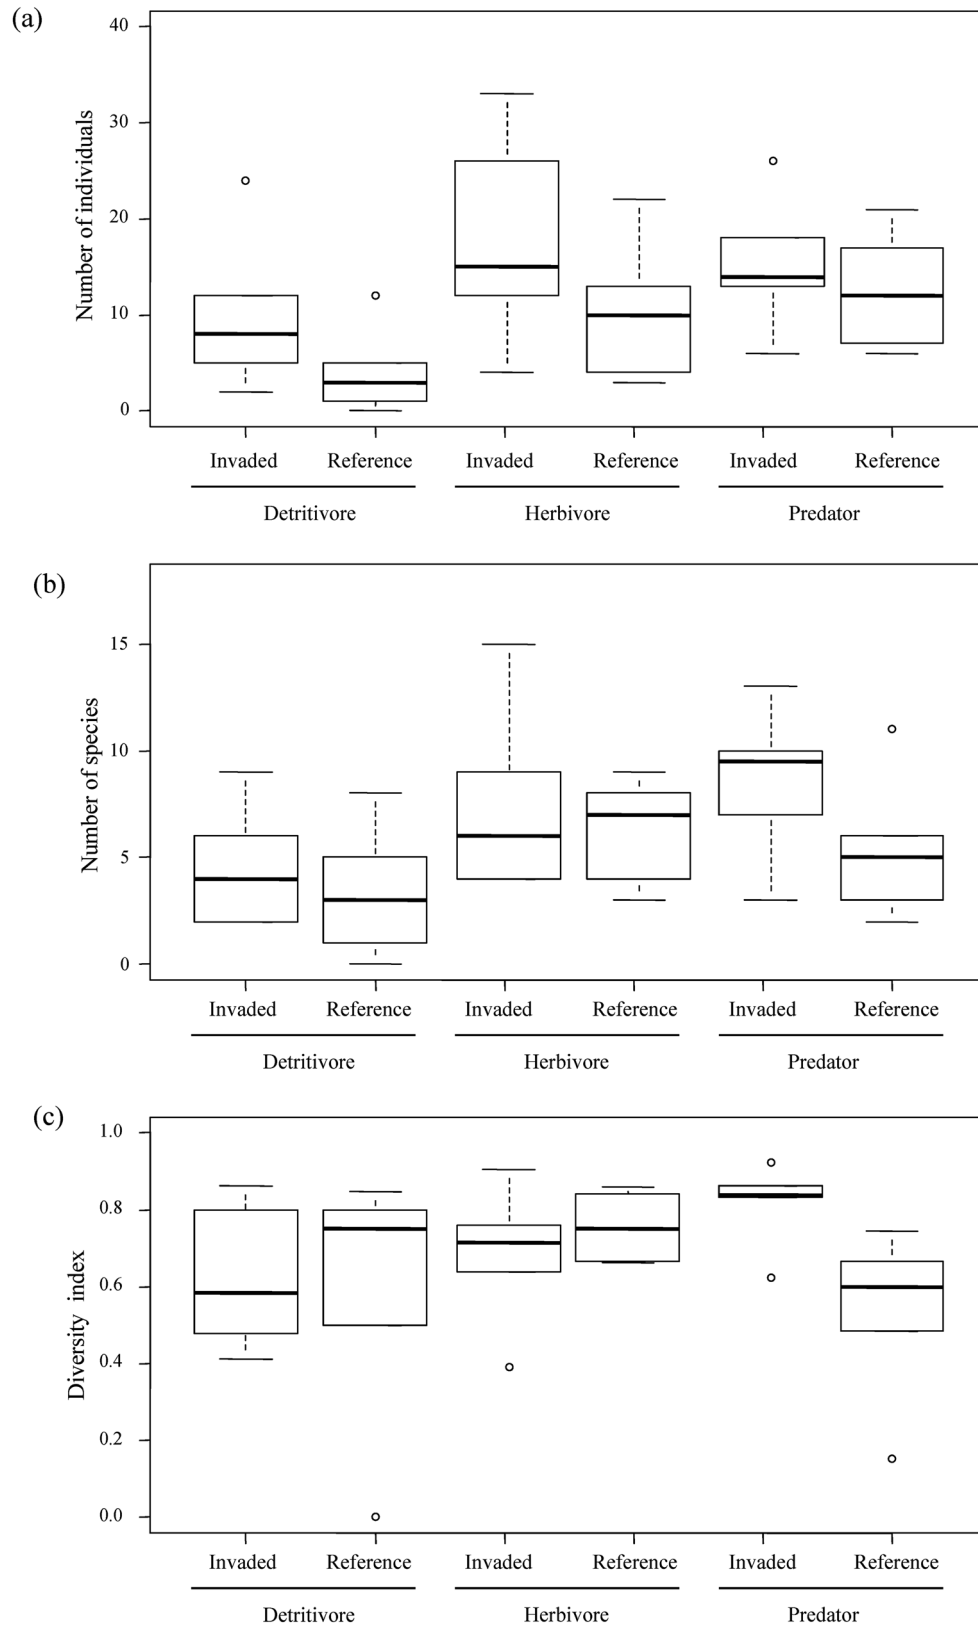 (a)
40
30
20
10
0
Number of individuals
Invaded Reference Invaded Reference Invaded Reference
Detritivore Herbivore Predator
(b)
15
10
5
0
Number of species
Invaded Reference Invaded Reference Invaded Reference
Detritivore Herbivore Predator
(c)
1.0
0.8
0.6
0.4
0.2
0.0
Diversity index
Invaded Reference Invaded Reference Invaded Reference
Detritivore Herbivore Predator